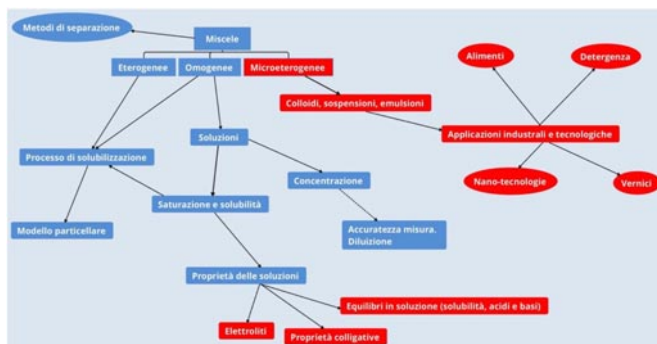 Metodi di separazione
Miscele
Eterogenee
Omogenee
Microeterogenee
Alimenti
Detergenza
Colloidi, sospensioni, emulsioni
Applicazioni industrali e tecnologiche
Soluzioni
Processo di solubilizzazione
Concentrazione
Nano-tecnologie
Vernici
Saturazione e solubilità
Modello particellare
Accuratezza misura.
Diluizione
Proprietà delle soluzioni
Equilibri in soluzione (solubilità, acidi e basi)
Elettroliti
Proprietà colligative